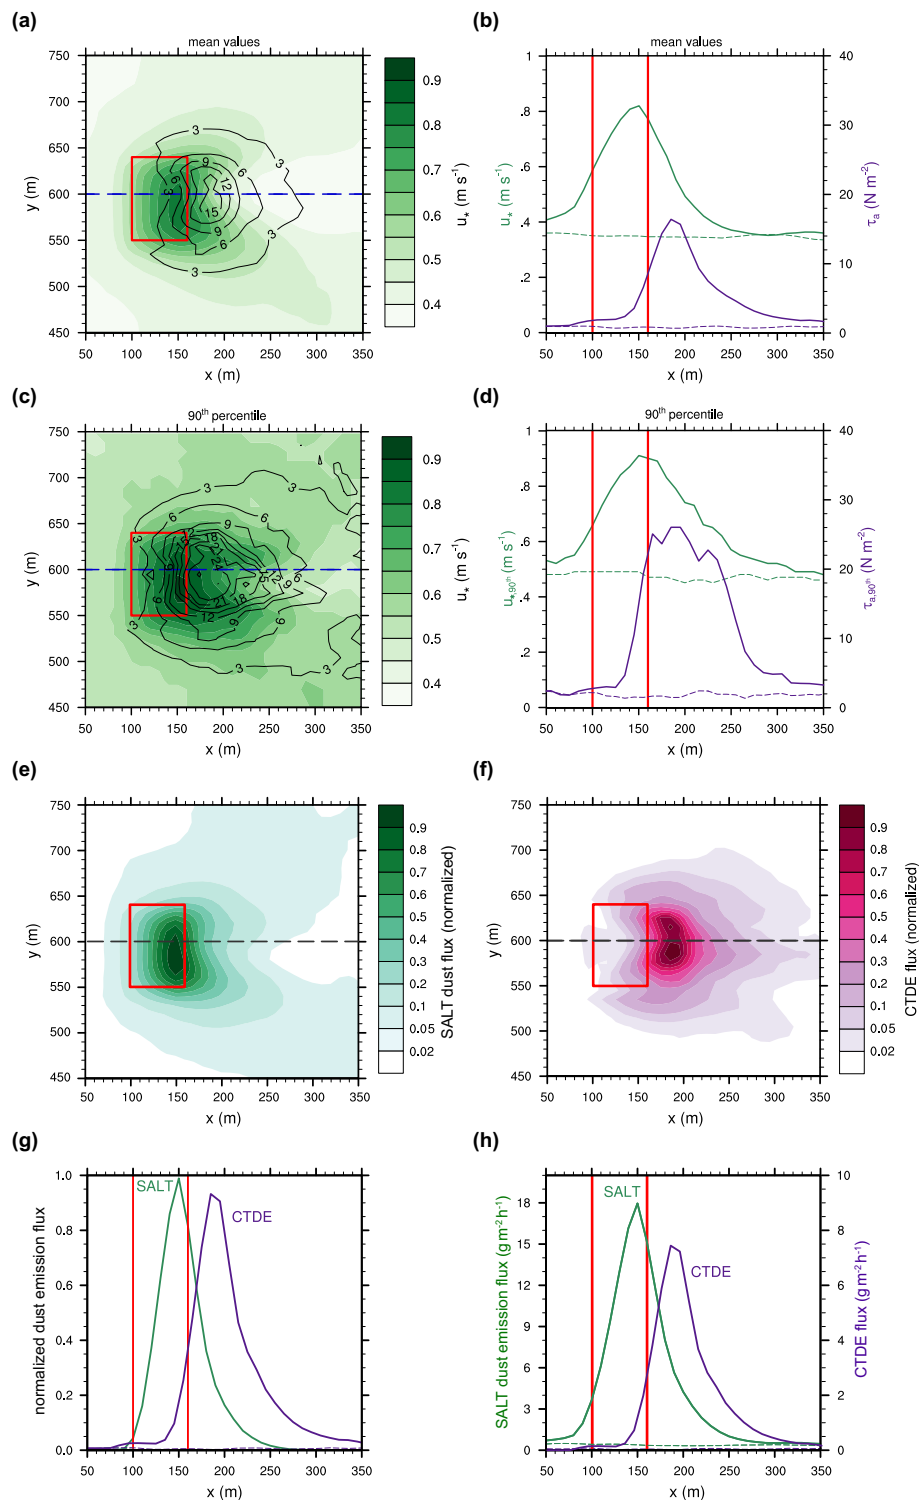 (a)
mean values
750
700
650
600
550
500
450
y (m)
50 100 150 200 250 300 350
x (m)
3
3
3
3
6
6
9
9
12
15
0.9
0.8
0.7
0.6
0.5
0.4
u* (m s-1)
(b)
mean values
1
.8
.6
.4
.2
0
u* (m s-1)
40
30
20
10
0
τa (N m-2)
50 100 150 200 250 300 350
x (m)
(c)
90th percentile
750
700
650
600
550
500
450
y (m)
50 100 150 200 250 300 350
x (m)
3
3
3
3
3
6
6
6
9
9
9
12
12
18
18
21
24
0.9
0.8
0.7
0.6
0.5
0.4
u* (m s-1)
(d)
90th percentile
1
.8
.6
.4
.2
0
u*,90th (m s-1)
40
30
20
10
0
τa,90th (N m-2)
50 100 150 200 250 300 350
x (m)
(e)
750
700
650
600
550
500
450
y (m)
50 100 150 200 250 300 350
x (m)
0.9
0.8
0.7
0.6
0.5
0.4
0.3
0.2
0.1
0.05
0.02
SALT dust flux (normalized)
(f)
750
700
650
600
550
500
450
y (m)
50 100 150 200 250 300 350
x (m)
0.9
0.8
0.7
0.6
0.5
0.4
0.3
0.2
0.1
0.05
0.02
CTDE flux (normalized)
(g)
1.0
0.8
0.6
0.4
0.2
0.0
normalized dust emission flux
SALT
CTDE
50 100 150 200 250 300 350
x (m)
(h)
18
15
12
9
6
3
0
SALT dust emission flux (g m-2 h-1)
SALT
CTDE
10
8
6
4
2
0
CTDE flux (g m-2 h-1)
50 100 150 200 250 300 350
x (m)